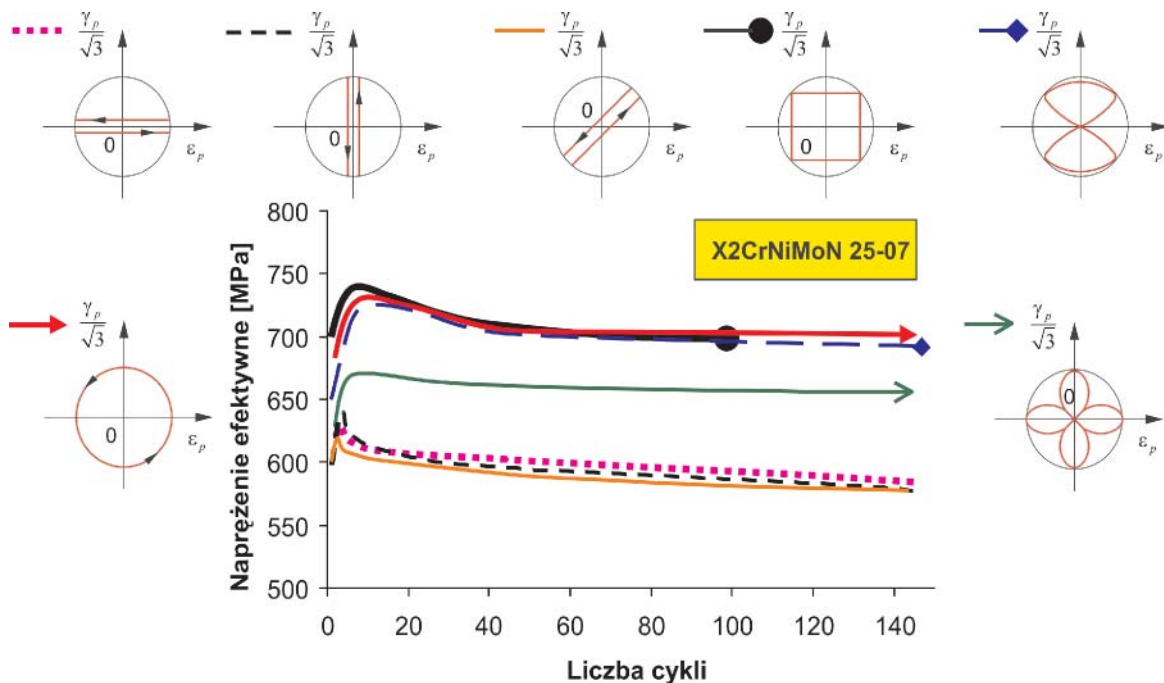 γp/√3 γp/√3 γp/√3 γp/√3 γp/√3
0 0 0 0
εp εp εp εp εp
800
X2CrNiMoN 25-07
750
γp/√3 700 γp/√3
650
0 εp 0 εp
600
550
500
Naprężenie efektywne [MPa]
0 20 40 60 80 100 120 140
Liczba cykli